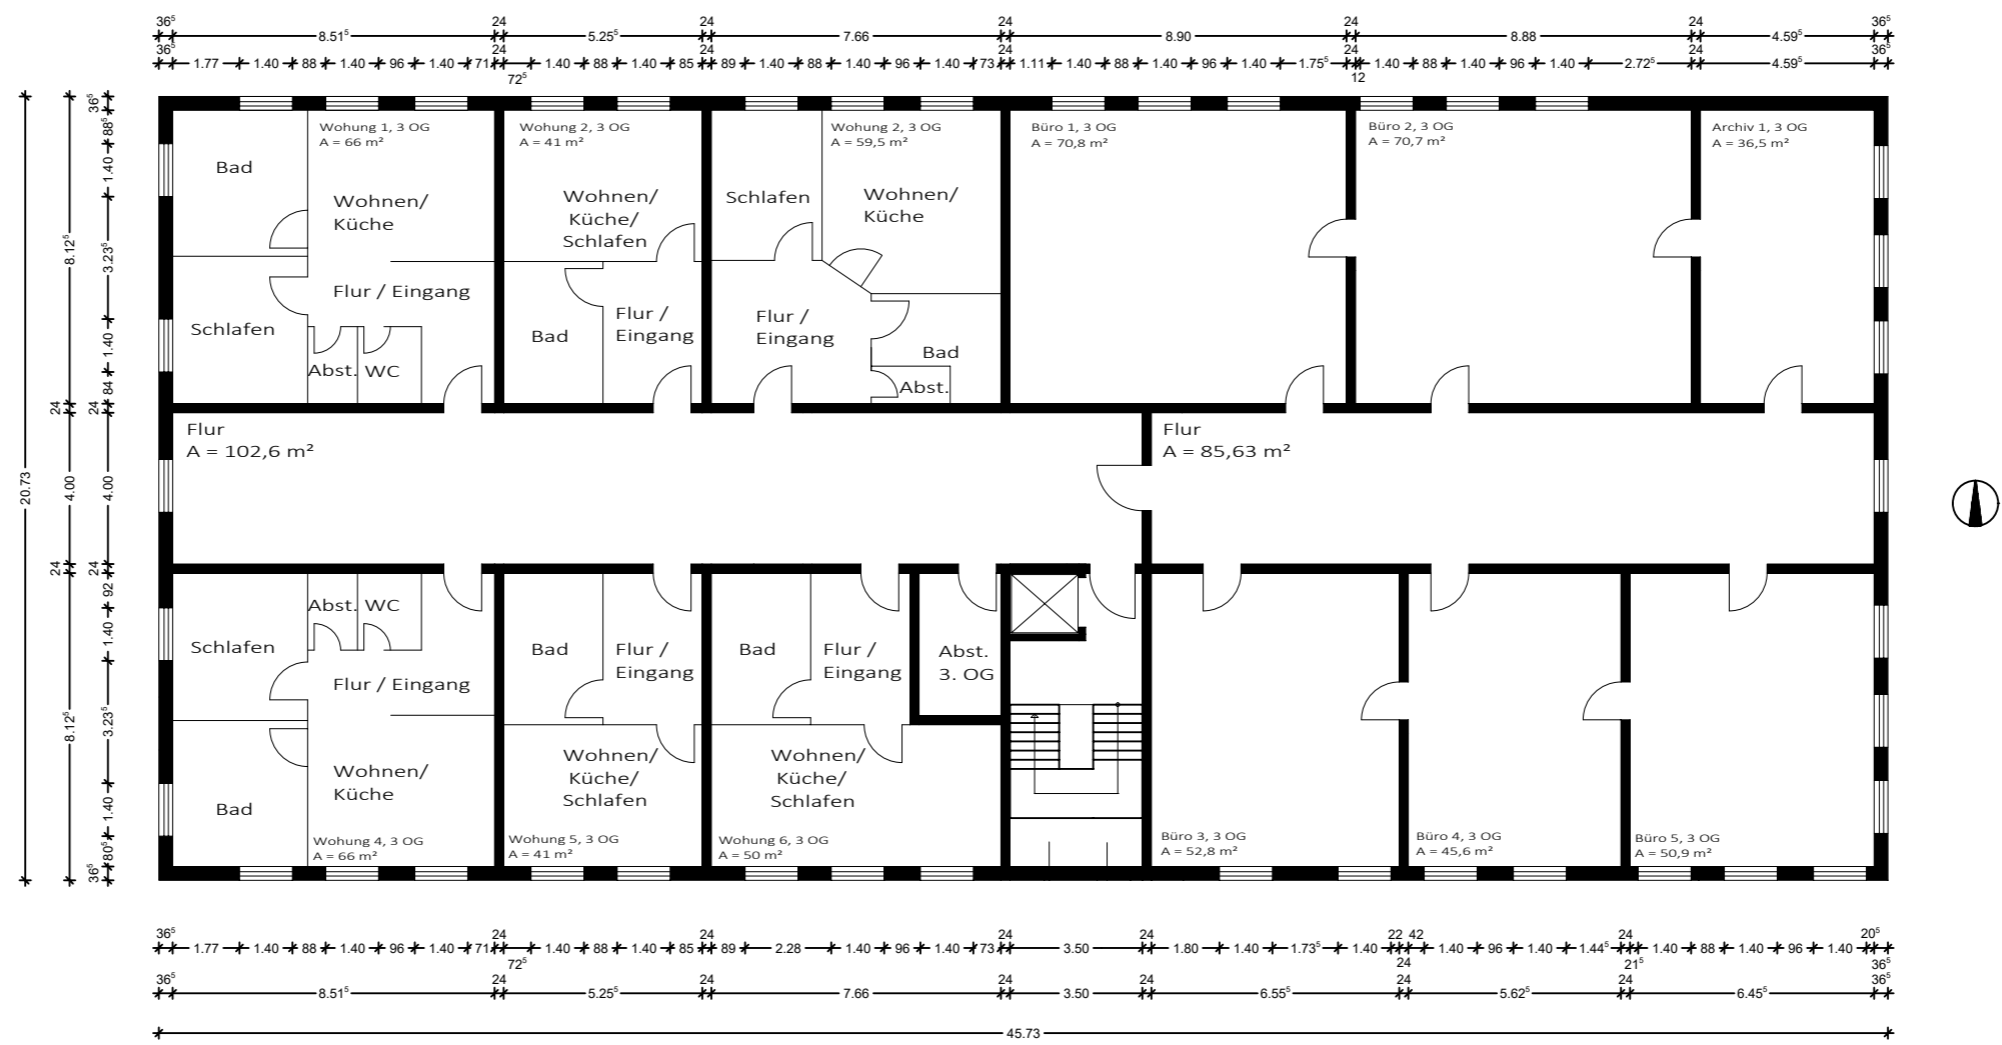 36⁵ 24 24 24 24 24 36⁵
8.51⁵ 5.25⁵ 7.66 8.90 8.88 4.59⁵
36⁵ 24 24 24 24 24 36⁵
1.77 1.40 88 1.40 96 1.40 71 1.40 88 1.40 85 89 1.40 88 1.40 96 1.40 73 1.11 1.40 88 1.40 96 1.40 1.75⁵ 1.40 88 1.40 96 1.40 2.72⁵ 4.59⁵
72⁵ 12
20.73
24 8.12⁵ 24 4.00 24 8.12⁵
36⁵ 88⁵ 1.40 3.23⁵ 1.40 84 24 4.00 24 92 1.40 3.23⁵ 1.40 80⁵ 36⁵
Wohung 1, 3 OG
A = 66 m²
Bad
Wohnen/
Küche
Flur / Eingang
Schlafen
Abst. WC
Wohung 2, 3 OG
A = 41 m²
Wohnen/
Küche/
Schlafen
Flur /
Eingang
Bad
Wohung 2, 3 OG
A = 59,5 m²
Schlafen
Wohnen/
Küche
Flur /
Eingang
Bad
Abst.
Büro 1, 3 OG
A = 70,8 m²
Büro 2, 3 OG
A = 70,7 m²
Archiv 1, 3 OG
A = 36,5 m²
Flur
A = 102,6 m²
Flur
A = 85,63 m²
Abst. WC
Schlafen
Flur / Eingang
Wohnen/
Küche
Bad
Wohung 4, 3 OG
A = 66 m²
Bad
Flur /
Eingang
Wohnen/
Küche/
Schlafen
Wohung 5, 3 OG
A = 41 m²
Bad
Flur /
Eingang
Wohnen/
Küche/
Schlafen
Wohung 6, 3 OG
A = 50 m²
Abst.
3. OG
Büro 3, 3 OG
A = 52,8 m²
Büro 4, 3 OG
A = 45,6 m²
Büro 5, 3 OG
A = 50,9 m²
36⁵ 24 24 24 24 22 42 24 20⁵
1.77 1.40 88 1.40 96 1.40 71 1.40 88 1.40 85 89 2.28 1.40 96 1.40 73 3.50 1.80 1.40 1.73⁵ 1.40 1.40 96 1.40 1.44⁵ 1.40 88 1.40 96 1.40
72⁵ 24 21⁵ 36⁵
36⁵ 24 24 24 24 24 24 36⁵
8.51⁵ 5.25⁵ 7.66 3.50 6.55⁵ 5.62⁵ 6.45⁵
45.73